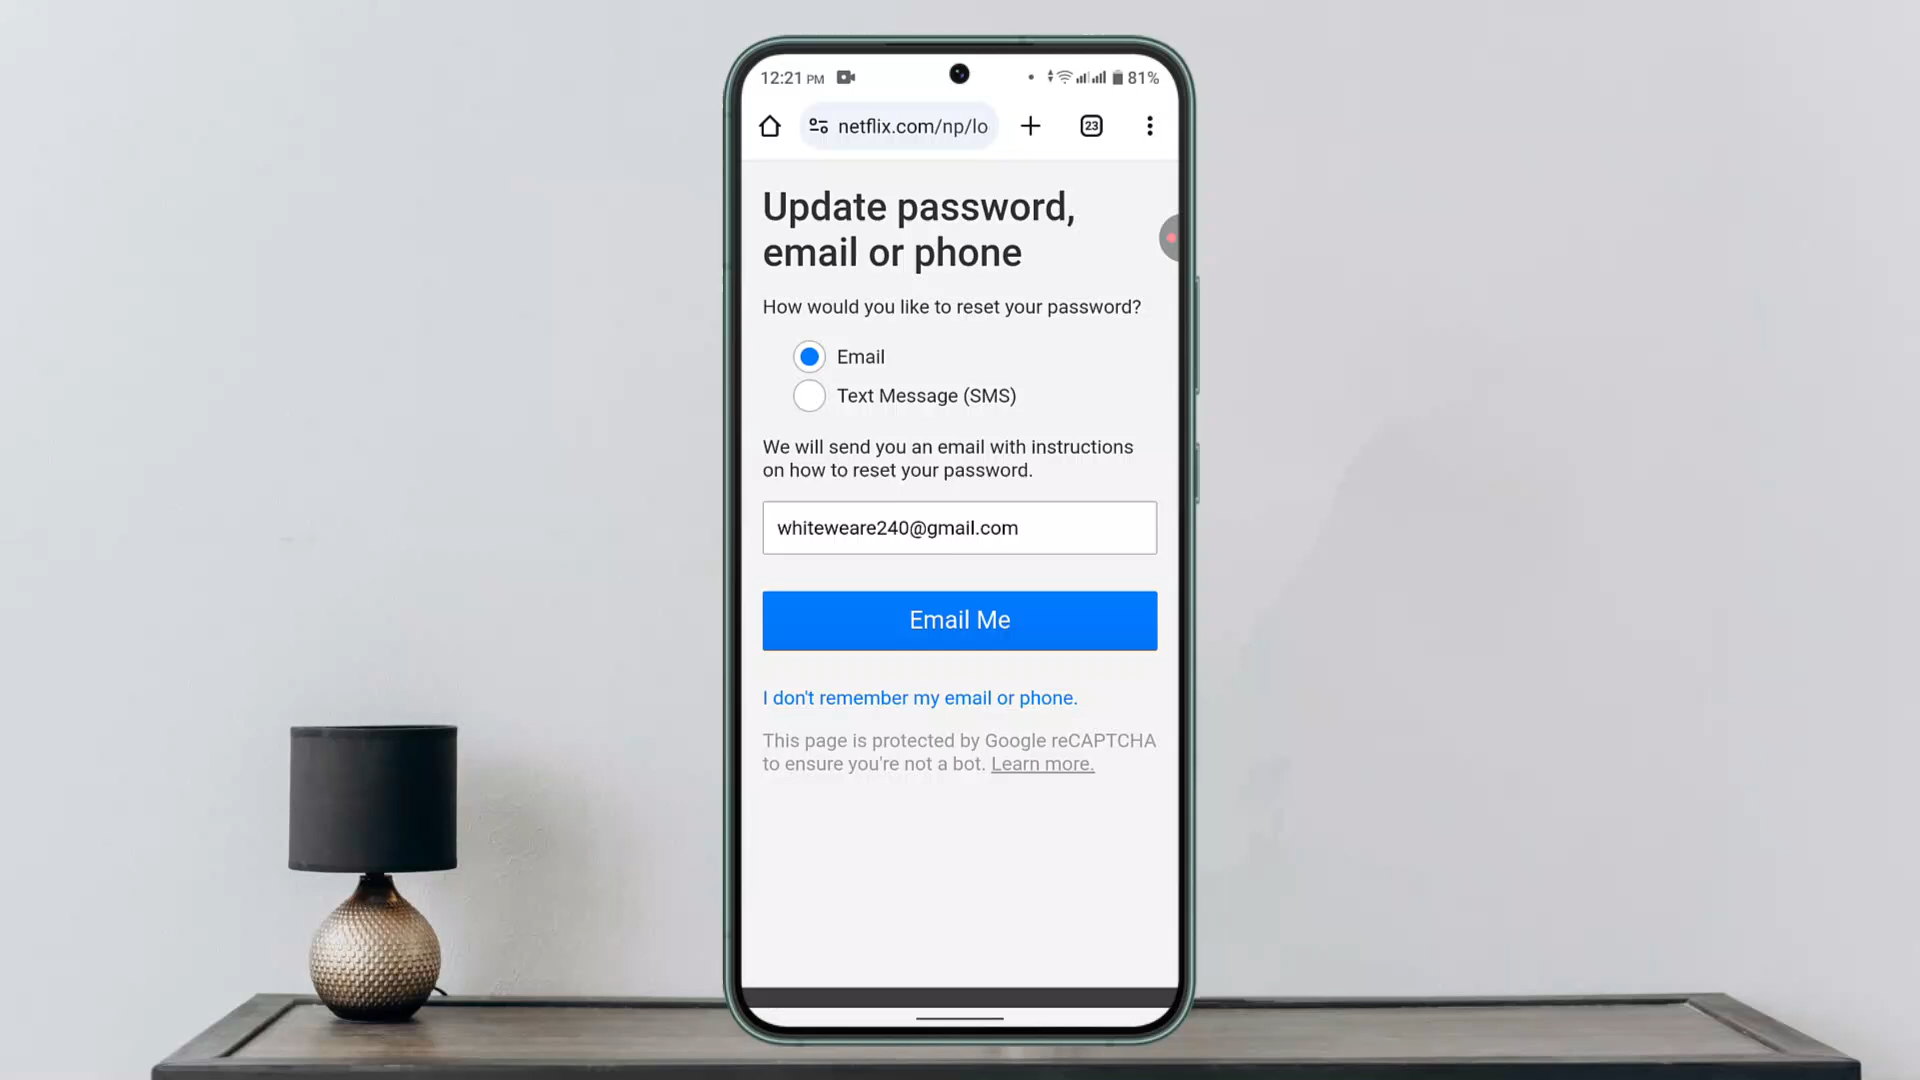 12:21 PM
81%
netflix.com/np/lo
23
Update password,
email or phone
How would you like to reset your password?
Email
Text Message (SMS)
We will send you an email with instructions
on how to reset your password.
whiteweare240@gmail.com
Email Me
I don't remember my email or phone.
This page is protected by Google reCAPTCHA
to ensure you're not a bot. Learn more.